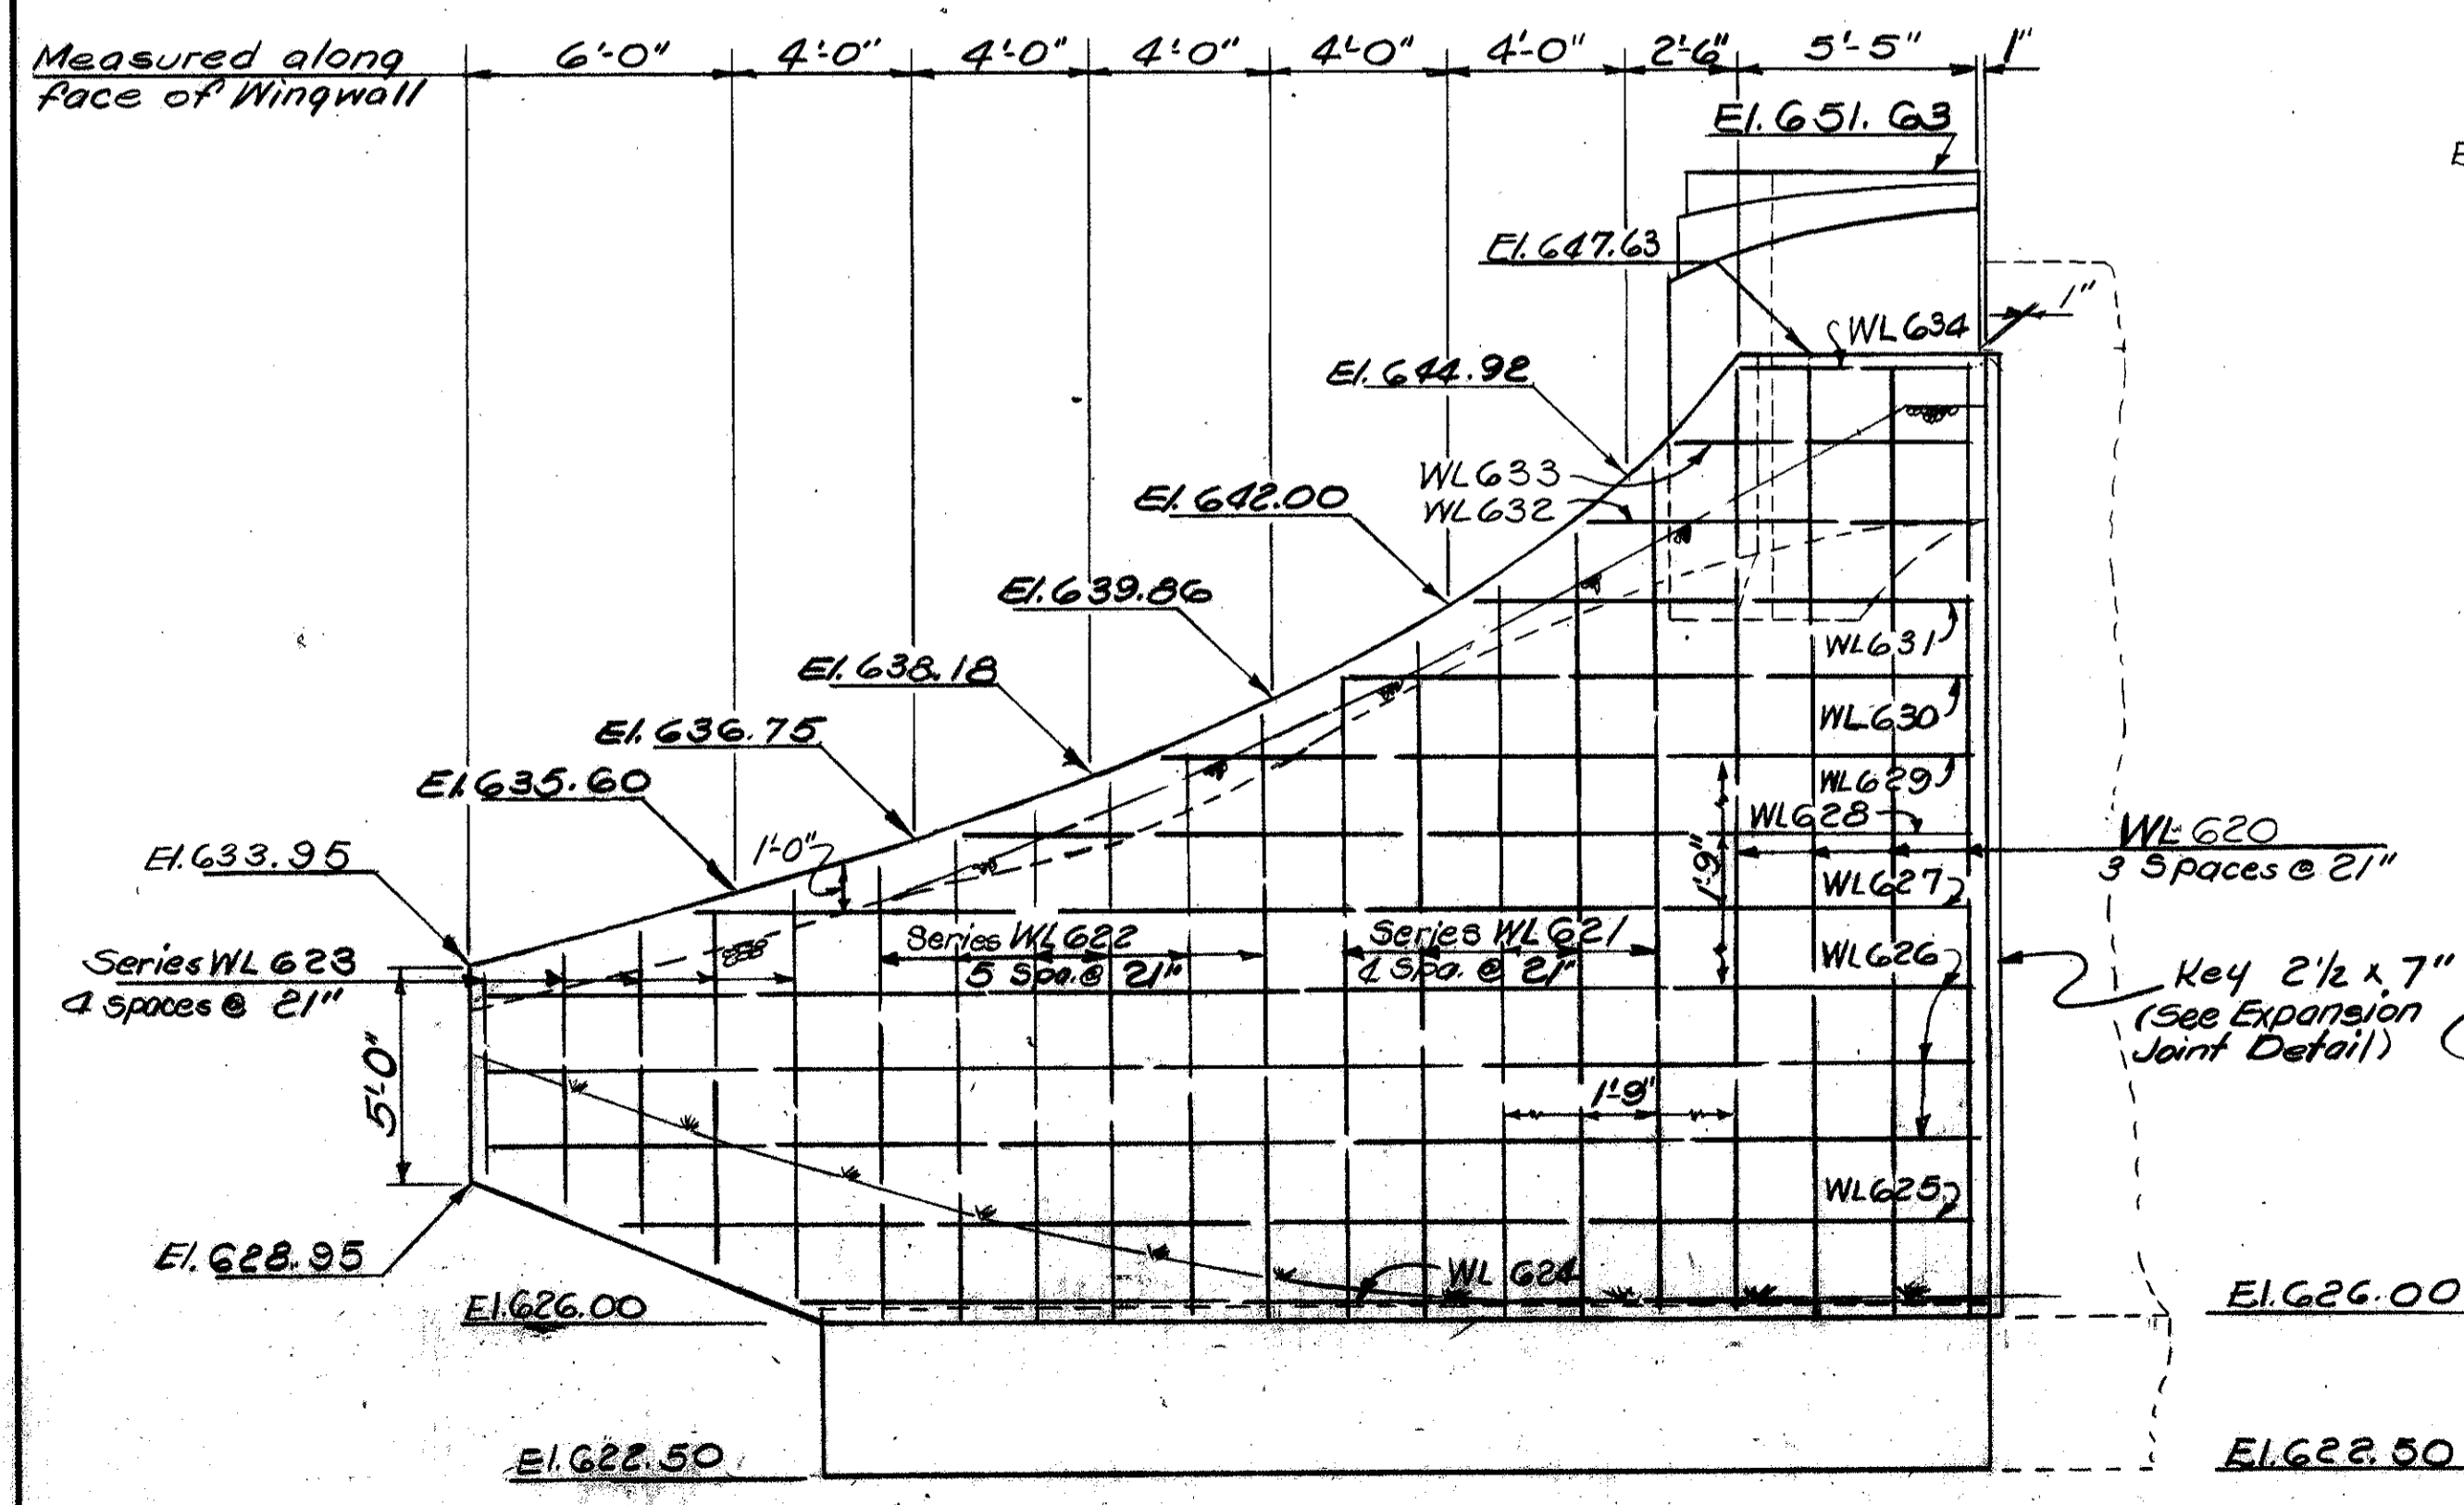 Measured along
face of Wingwall
6'-0" 4'-0" 4'-0" 4'-0" 4'-0" 4'-0" 2'-6" 5'-5" 1"
El. 651.63
El. 647.63
1"
WL 634
El. 644.92
WL 633
WL 632
El. 642.00
El. 639.86
WL 631
El. 638.18
WL 630
El. 636.75
WL 629
El. 635.60
WL 628
1'-0"
1'-9"
WL 620
3 Spaces @ 21"
El. 633.95
WL 627
Series WL 623
4 spaces @ 21"
Series WL 622
5 Spa. @ 21"
Series WL 621
4 Spa. @ 21"
WL 626
Key 2 1/2 x 7"
(See Expansion
Joint Detail)
5'-0"
1'-9"
WL 625
El. 628.95
WL 624
El. 626.00
El. 626.00
El. 622.50
El. 622.50